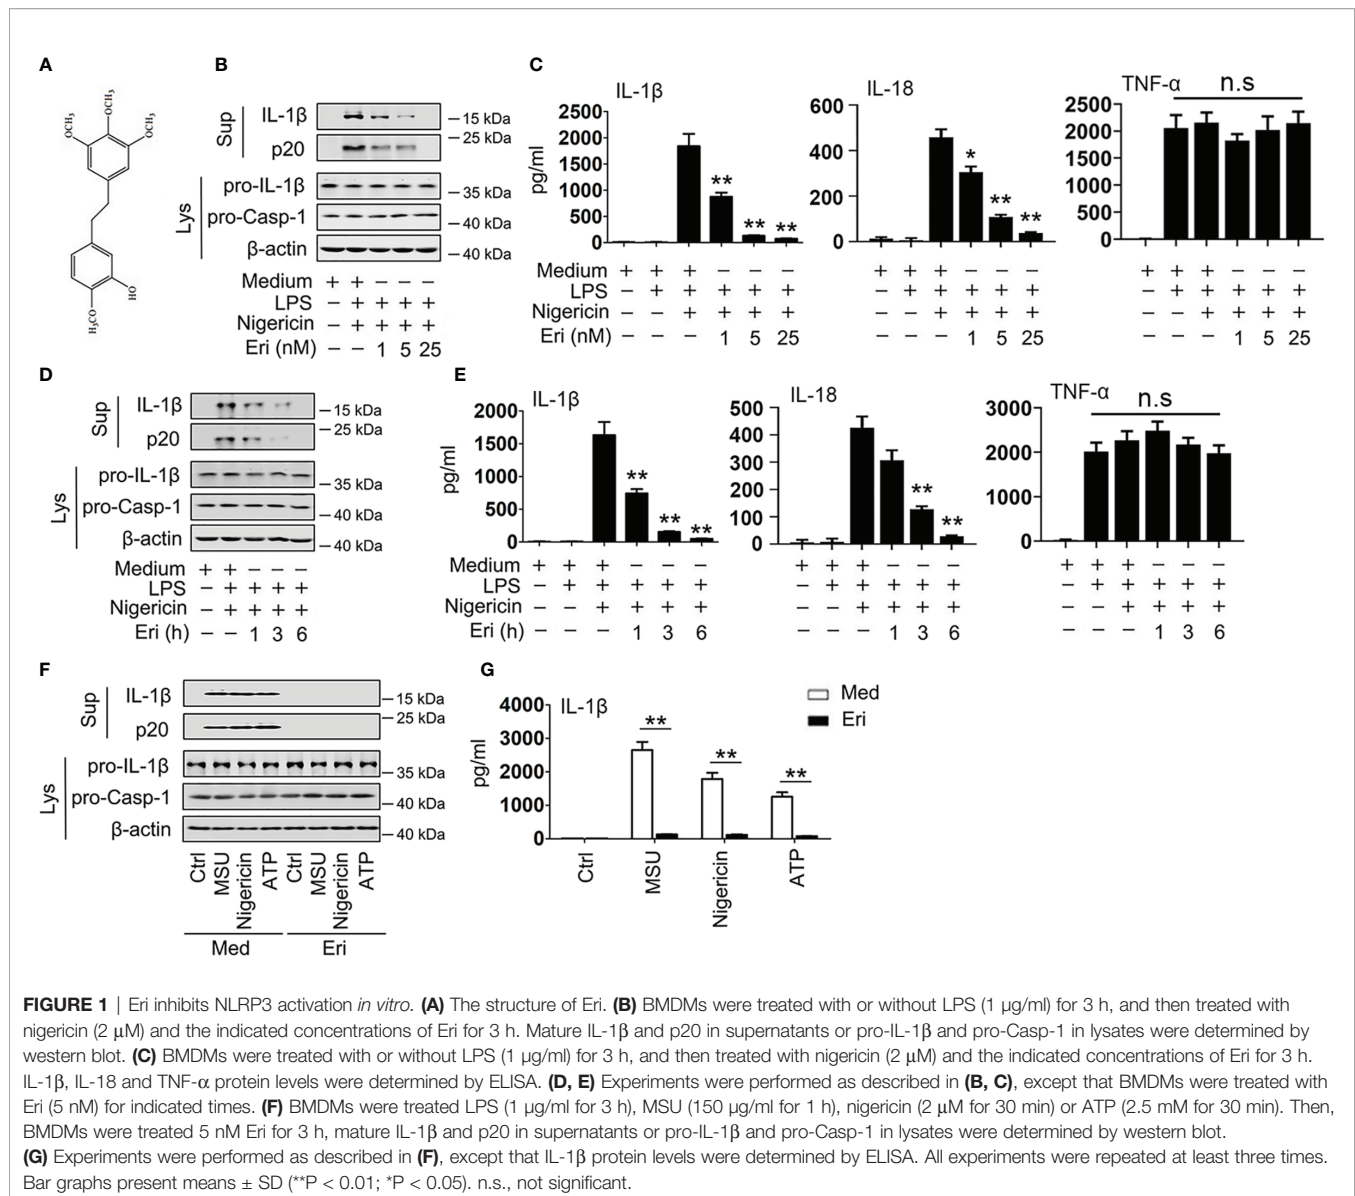 A
OCH3
OCH3
OCH3
HO
H3CO
B
Sup
IL-1β
15 kDa
p20
25 kDa
Lys
pro-IL-1β
35 kDa
pro-Casp-1
40 kDa
β-actin
40 kDa
Medium + + − − −
LPS − + + + +
Nigericin − + + + +
Eri (nM) − − 1 5 25
C
IL-1β
pg/ml
2500
2000
1500
1000
500
0
** ** **
IL-18
600
400
200
0
* ** **
TNF-α
n.s
2500
2000
1500
1000
500
0
Medium + + + − − − + + + − − − + + + − − −
LPS − + + + + + − + + + + + − + + + + +
Nigericin − − + + + + − − + + + + − − + + + +
Eri (nM) − − − 1 5 25 − − − 1 5 25 − − − 1 5 25
D
Sup
IL-1β
15 kDa
p20
25 kDa
Lys
pro-IL-1β
35 kDa
pro-Casp-1
40 kDa
β-actin
40 kDa
Medium + + − − −
LPS − + + + +
Nigericin − + + + +
Eri (h) − − 1 3 6
E
IL-1β
pg/ml
2000
1500
1000
500
0
** ** **
IL-18
500
400
300
200
100
0
** **
TNF-α
n.s
3000
2000
1000
0
Medium + + + − − − + + + − − − + + + − − −
LPS − + + + + + − + + + + + − + + + + +
Nigericin − − + + + + − − + + + + − − + + + +
Eri (h) − − − 1 3 6 − − − 1 3 6 − − − 1 3 6
F
Sup
IL-1β
15 kDa
p20
25 kDa
Lys
pro-IL-1β
35 kDa
pro-Casp-1
40 kDa
β-actin
40 kDa
Ctrl MSU Nigericin ATP Ctrl MSU Nigericin ATP
Med Eri
G
IL-1β
Med
Eri
pg/ml
4000
3000
2000
1000
0
** ** **
Ctrl MSU Nigericin ATP
FIGURE 1 | Eri inhibits NLRP3 activation in vitro. (A) The structure of Eri. (B) BMDMs were treated with or without LPS (1 μg/ml) for 3 h, and then treated with
nigericin (2 μM) and the indicated concentrations of Eri for 3 h. Mature IL-1β and p20 in supernatants or pro-IL-1β and pro-Casp-1 in lysates were determined by
western blot. (C) BMDMs were treated with or without LPS (1 μg/ml) for 3 h, and then treated with nigericin (2 μM) and the indicated concentrations of Eri for 3 h.
IL-1β, IL-18 and TNF-α protein levels were determined by ELISA. (D, E) Experiments were performed as described in (B, C), except that BMDMs were treated with
Eri (5 nM) for indicated times. (F) BMDMs were treated LPS (1 μg/ml for 3 h), MSU (150 μg/ml for 1 h), nigericin (2 μM for 30 min) or ATP (2.5 mM for 30 min). Then,
BMDMs were treated 5 nM Eri for 3 h, mature IL-1β and p20 in supernatants or pro-IL-1β and pro-Casp-1 in lysates were determined by western blot.
(G) Experiments were performed as described in (F), except that IL-1β protein levels were determined by ELISA. All experiments were repeated at least three times.
Bar graphs present means ± SD (**P < 0.01; *P < 0.05). n.s., not significant.